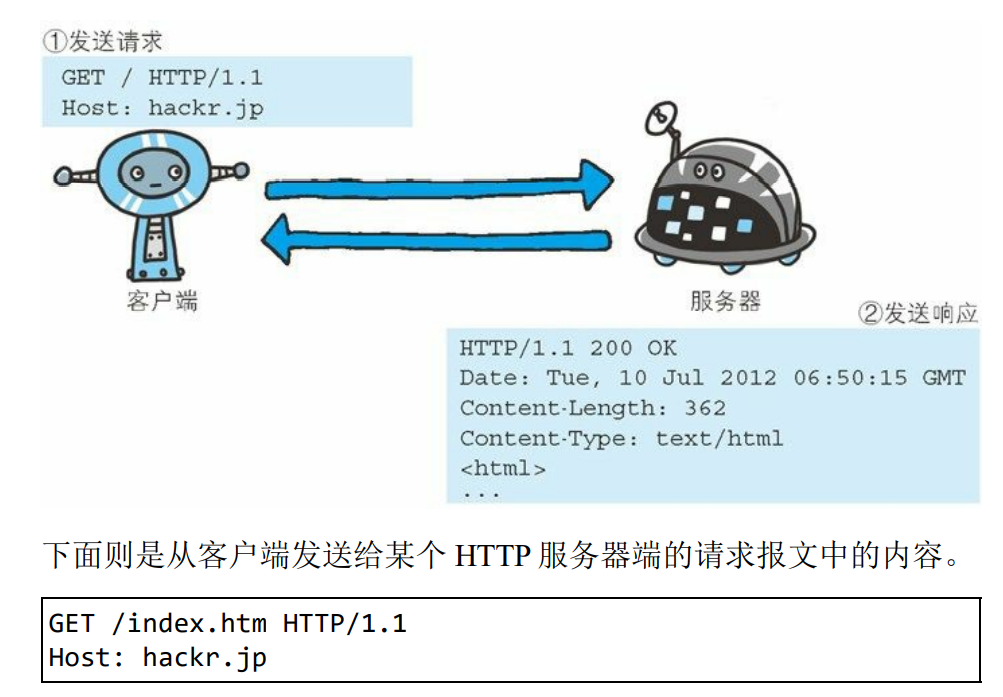 ①发送请求
GET / HTTP/1.1
Host: hackr.jp
客户端
服务器
②发送响应
HTTP/1.1 200 OK
Date: Tue, 10 Jul 2012 06:50:15 GMT
Content-Length: 362
Content-Type: text/html
<html>
...
下面则是从客户端发送给某个 HTTP 服务器端的请求报文中的内容。
GET /index.htm HTTP/1.1
Host: hackr.jp